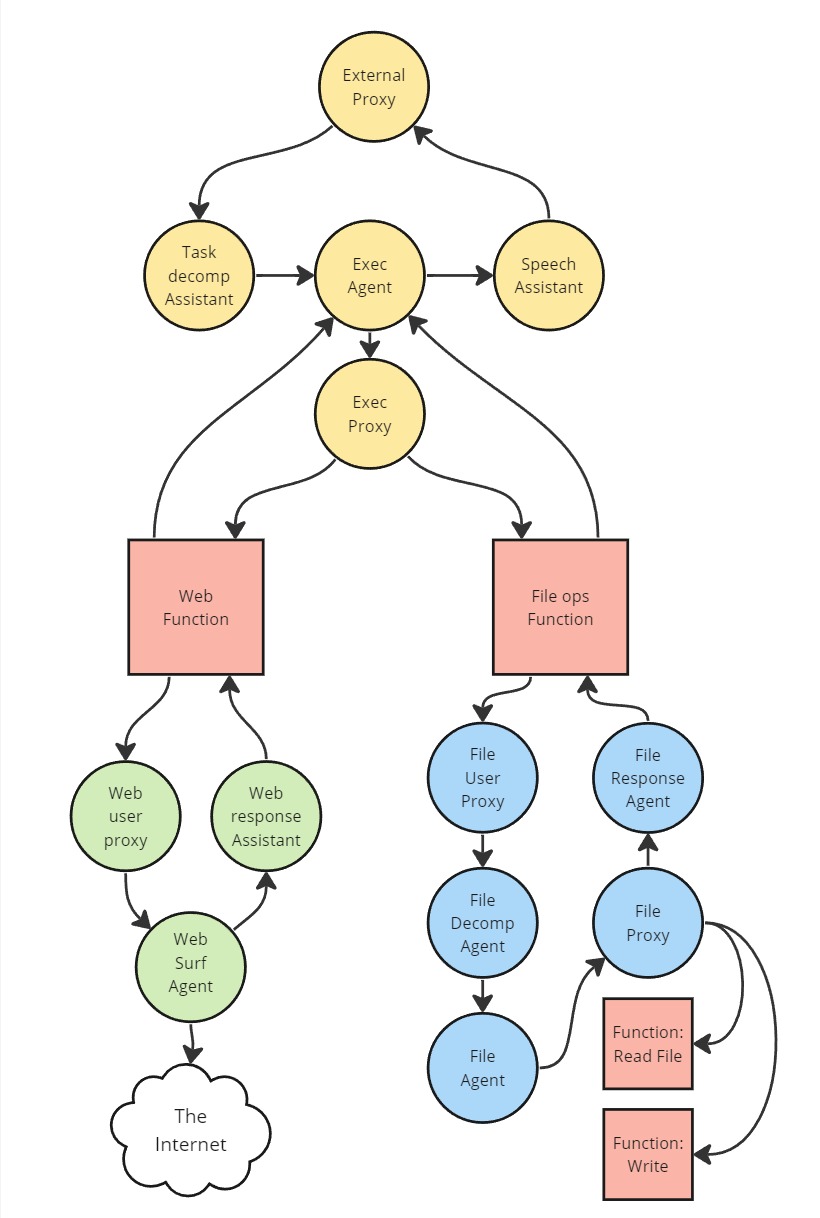 External
Proxy
Task
decomp
Assistant
Exec
Agent
Speech
Assistant
Exec
Proxy
Web
Function
File ops
Function
File
User
Proxy
File
Response
Agent
Web
user
proxy
Web
response
Assistant
File
Decomp
Agent
File
Proxy
Web
Surf
Agent
File
Agent
Function:
Read File
The
Internet
Function:
Write